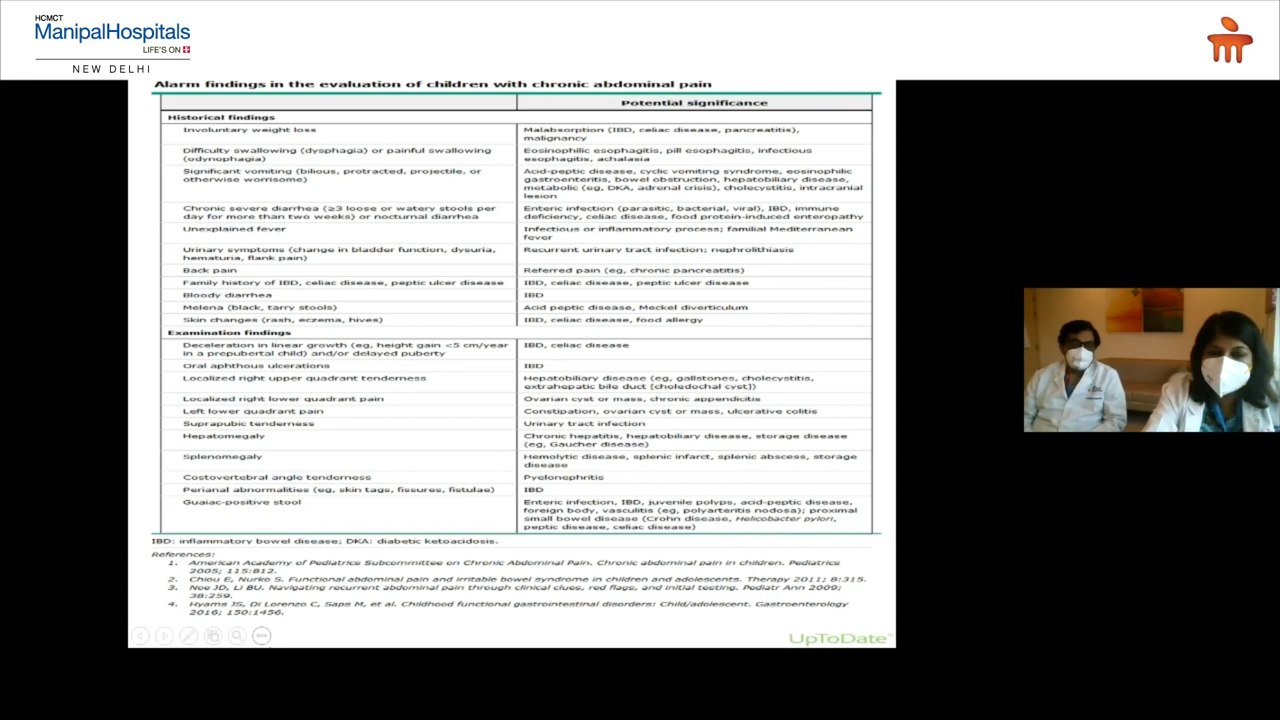 HCMCT
ManipalHospitals
LIFE'S ON
NEW DELHI
Alarm findings in the evaluation of children with chronic abdominal pain
Potential significance
Historical findings
Involuntary weight loss
Malabsorption (IBD, celiac disease, pancreatitis),
malignancy
Difficulty swallowing (dysphagia) or painful swallowing
(odynophagia)
Eosinophilic esophagitis, pill esophagitis, infectious
esophagitis, achalasia
Significant vomiting (bilious, protracted, projectile, or
otherwise worrisome)
Acid-peptic disease, cyclic vomiting syndrome, eosinophilic
gastroenteritis, bowel obstruction, hepatobiliary disease,
metabolic (eg, DKA, adrenal crisis), cholecystitis, intracranial
lesion
Chronic severe diarrhea (≥3 loose or watery stools per
day for more than two weeks) or nocturnal diarrhea
Enteric infection (parasitic, bacterial, viral), IBD, immune
deficiency, celiac disease, food protein-induced enteropathy
Unexplained fever
Infectious or inflammatory process; familial Mediterranean
fever
Urinary symptoms (change in bladder function, dysuria,
hematuria, flank pain)
Recurrent urinary tract infection; nephrolithiasis
Back pain
Referred pain (eg, chronic pancreatitis)
Family history of IBD, celiac disease, peptic ulcer disease
IBD, celiac disease, peptic ulcer disease
Bloody diarrhea
IBD
Melena (black, tarry stools)
Acid peptic disease, Meckel diverticulum
Skin changes (rash, eczema, hives)
IBD, celiac disease, food allergy
Examination findings
Deceleration in linear growth (eg, height gain <5 cm/year
in a prepubertal child) and/or delayed puberty
IBD, celiac disease
Oral aphthous ulcerations
IBD
Localized right upper quadrant tenderness
Hepatobiliary disease (eg, gallstones, cholecystitis,
extrahepatic bile duct [choledochal cyst])
Localized right lower quadrant pain
Ovarian cyst or mass, chronic appendicitis
Left lower quadrant pain
Constipation, ovarian cyst or mass, ulcerative colitis
Suprapubic tenderness
Urinary tract infection
Hepatomegaly
Chronic hepatitis, hepatobiliary disease, storage disease
(eg, Gaucher disease)
Splenomegaly
Hemolytic disease, splenic infarct, splenic abscess, storage
disease
Costovertebral angle tenderness
Pyelonephritis
Perianal abnormalities (eg, skin tags, fissures, fistulae)
IBD
Guaiac-positive stool
Enteric infection, IBD, juvenile polyps, acid-peptic disease,
foreign body, vasculitis (eg, polyarteritis nodosa); proximal
small bowel disease (Crohn disease, Helicobacter pylori,
peptic disease, celiac disease)
IBD: inflammatory bowel disease; DKA: diabetic ketoacidosis.
References:
1. American Academy of Pediatrics Subcommittee on Chronic Abdominal Pain. Chronic abdominal pain in children. Pediatrics
2005; 115:812.
2. Chiou E, Nurko S. Functional abdominal pain and irritable bowel syndrome in children and adolescents. Therapy 2011; 8:315.
3. Noe JD, Li BU. Navigating recurrent abdominal pain through clinical clues, red flags, and initial testing. Pediatr Ann 2009;
38:259.
4. Hyams JS, Di Lorenzo C, Saps M, et al. Childhood functional gastrointestinal disorders: Child/adolescent. Gastroenterology
2016; 150:1456.
UpToDate